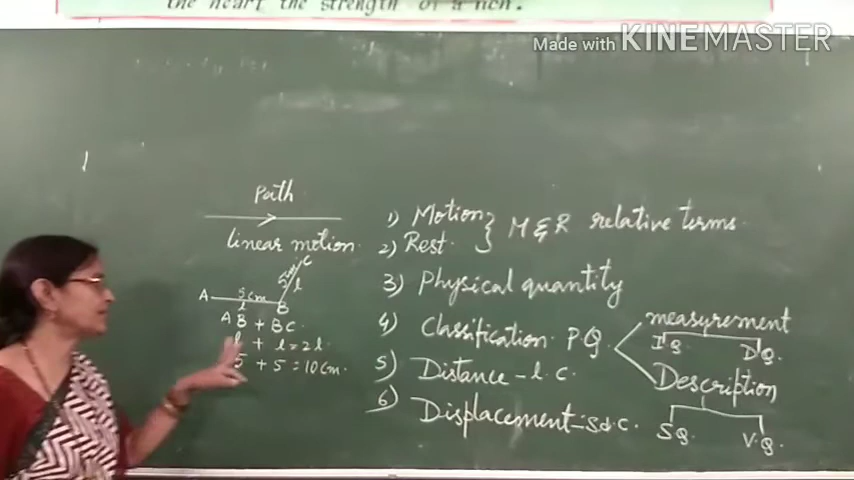 the heart the strength of a lion.
Made with KINEMASTER
Path
linear motion
5cm
5cm C
l
A B
l
AB + BC.
l + l = 2l.
5 + 5 = 10cm.
1) Motion
2) Rest.
M & R relative terms.
3) Physical quantity
4) Classification P.Q.
measurement
D.Q.
Description
S.Q. V.Q.
5) Distance - l. C.
6) Displacement - S.d.C.